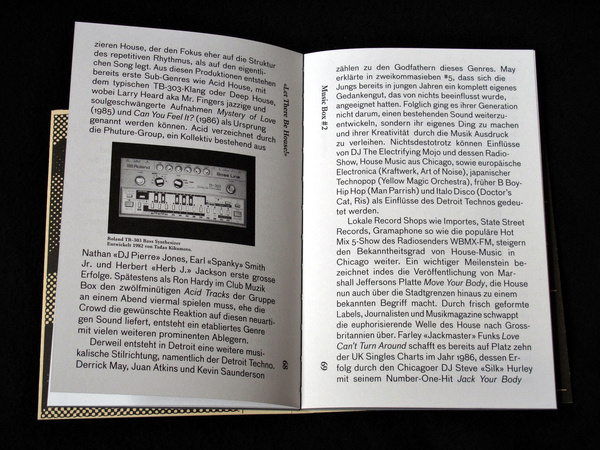 zieren House, der den Fokus eher auf die Struktur
des repetitiven Rhythmus, als auf den eigentli-
chen Song legt. Aus diesen Produktionen entstehen
bereits erste Sub-Genres wie Acid House, mit
dem typischen TB-303-Klang oder Deep House,
wobei Larry Heard aka Mr. Fingers jazzige und
soulgeschwängerte Aufnahmen Mystery of Love
(1985) und Can You Feel It? (1986) als Ursprung
genannt werden können. Acid verzeichnet durch
die Phuture-Group, ein Kollektiv bestehend aus
Roland
Bass Line
Roland TR-303 Bass Synthesizer
Entwickelt 1982 von Tadao Kikumoto.
Nathan «DJ Pierre» Jones, Earl «Spanky» Smith
Jr. und Herbert «Herb J.» Jackson erste grosse
Erfolge. Spätestens als Ron Hardy im Club Muzik
Box den zwölfminütigen Acid Tracks der Gruppe
an einem Abend viermal spielen muss, ehe die
Crowd die gewünschte Reaktion auf diesen neuarti-
gen Sound liefert, entsteht ein etabliertes Genre
mit vielen weiteren prominenten Ablegern.
Derweil entsteht in Detroit eine weitere musi-
kalische Stilrichtung, namentlich der Detroit Techno.
Derrick May, Juan Atkins und Kevin Saunderson
«Let There Be House!»
68
Music Box #2
69
zählen zu den Godfathern dieses Genres. May
erklärte in zweikommasieben #5, dass sich die
Jungs bereits in jungen Jahren ein komplett eigenes
Gedankengut, das von nichts beeinflusst wurde,
angeeignet hatten. Folglich ging es ihrer Generation
nicht darum, einen bestehenden Sound weiterzu-
entwickeln, sondern ihr eigenes Ding zu machen
und ihrer Kreativität durch die Musik Ausdruck
zu verleihen. Nichtsdestotrotz können Einflüsse
von DJ The Electrifying Mojo und dessen Radio-
Show, House Music aus Chicago, sowie europäische
Electronica (Kraftwerk, Art of Noise), japanischer
Technopop (Yellow Magic Orchestra), früher B Boy-
Hip Hop (Man Parrish) und Italo Disco (Doctor's
Cat, Ris) als Einflüsse des Detroit Technos gedeu-
tet werden.
Lokale Record Shops wie Importes, State Street
Records, Gramaphone so wie die populäre Hot
Mix 5-Show des Radiosenders WBMX-FM, steigern
den Bekanntheitsgrad von House-Music in
Chicago weiter. Ein wichtiger Meilenstein be-
zeichnet indes die Veröffentlichung von Mar-
shall Jeffersons Platte Move Your Body, die House
nun auch über die Stadtgrenzen hinaus zu einem
bekannten Begriff macht. Durch frisch geformte
Labels, Journalisten und Musikmagazine schwappt
die euphorisierende Welle des House nach Gross-
britannien über. Farley «Jackmaster» Funks Love
Can't Turn Around schafft es bereits auf Platz zehn
der UK Singles Charts im Jahr 1986, dessen Er-
folg durch den Chicagoer DJ Steve «Silk» Hurley
mit seinem Number-One-Hit Jack Your Body